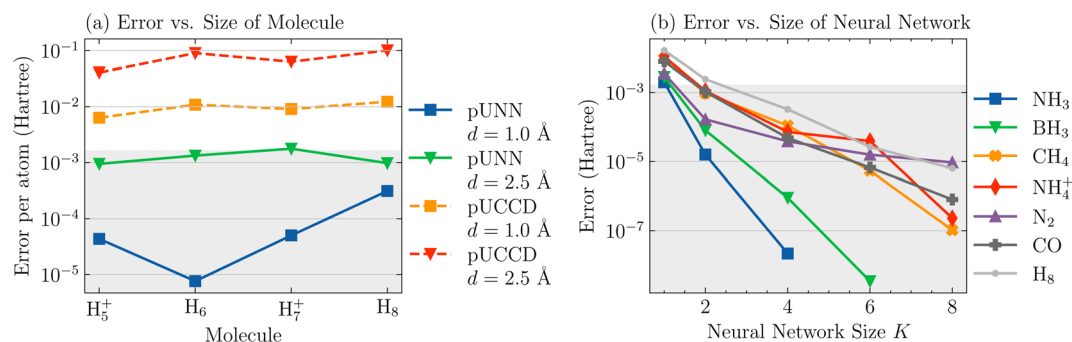 (a) Error vs. Size of Molecule
Error per atom (Hartree)
10⁻¹
10⁻²
10⁻³
10⁻⁴
10⁻⁵
H₅⁺
H₆
H₇⁺
H₈
Molecule
pUNN
d = 1.0 Å
pUNN
d = 2.5 Å
pUCCD
d = 1.0 Å
pUCCD
d = 2.5 Å
(b) Error vs. Size of Neural Network
Error (Hartree)
10⁻³
10⁻⁵
10⁻⁷
2
4
6
8
Neural Network Size K
NH₃
BH₃
CH₄
NH₄⁺
N₂
CO
H₈